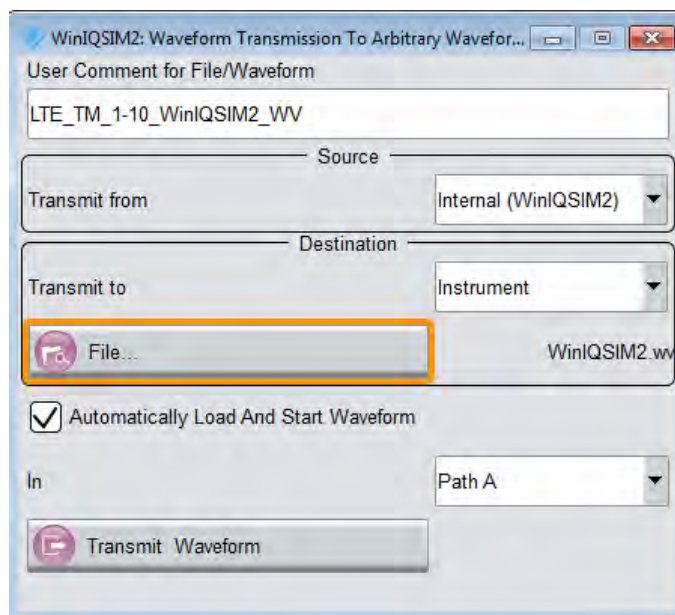 WinIQSIM2: Waveform Transmission To Arbitrary Wavefor...
User Comment for File/Waveform
LTE_TM_1-10_WinIQSIM2_WV
Source
Transmit from Internal (WinIQSIM2)
Destination
Transmit to Instrument
File... WinIQSIM2.wv
Automatically Load And Start Waveform
In Path A
Transmit Waveform